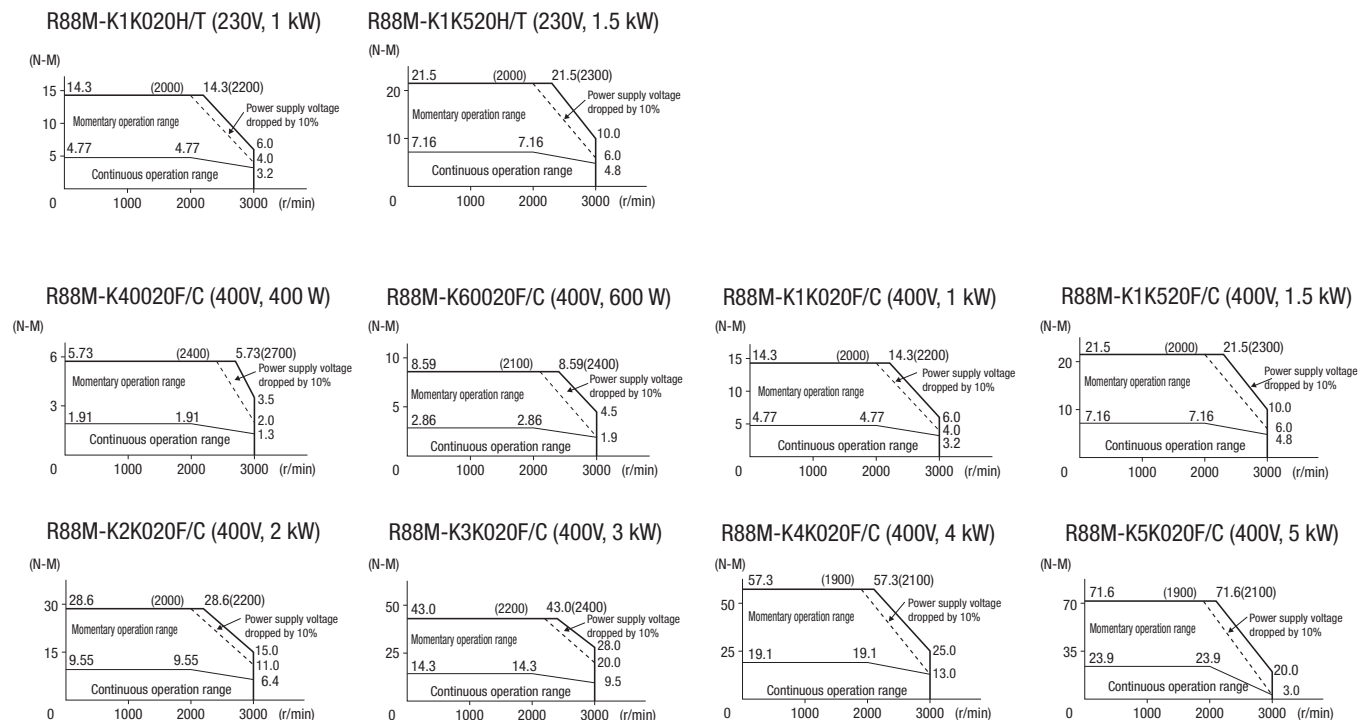 R88M-K1K020H/T (230V, 1 kW)
(N-M)
15
10
5
0
14.3
(2000)
14.3(2200)
Power supply voltage
dropped by 10%
Momentary operation range
4.77
4.77
Continuous operation range
6.0
4.0
3.2
1000
2000
3000
(r/min)
R88M-K1K520H/T (230V, 1.5 kW)
20
10
0
21.5
(2000)
21.5(2300)
Power supply voltage
dropped by 10%
Momentary operation range
7.16
7.16
Continuous operation range
10.0
6.0
4.8
1000
2000
3000
(r/min)
R88M-K40020F/C (400V, 400 W)
(N-M)
6
3
0
5.73
(2400)
5.73(2700)
Power supply voltage
dropped by 10%
Momentary operation range
1.91
1.91
Continuous operation range
3.5
2.0
1.3
1000
2000
3000
(r/min)
R88M-K60020F/C (400V, 600 W)
(N-M)
10
5
0
8.59
(2100)
8.59(2400)
Power supply voltage
dropped by 10%
Momentary operation range
2.86
2.86
Continuous operation range
4.5
1.9
1000
2000
3000
(r/min)
R88M-K1K020F/C (400V, 1 kW)
(N-M)
15
10
5
0
14.3
(2000)
14.3(2200)
Power supply voltage
dropped by 10%
Momentary operation range
4.77
4.77
Continuous operation range
6.0
4.0
3.2
1000
2000
3000
(r/min)
R88M-K1K520F/C (400V, 1.5 kW)
(N-M)
20
10
0
21.5
(2000)
21.5(2300)
Power supply voltage
dropped by 10%
Momentary operation range
7.16
7.16
Continuous operation range
10.0
6.0
4.8
1000
2000
3000
(r/min)
R88M-K2K020F/C (400V, 2 kW)
(N-M)
30
15
0
28.6
(2000)
28.6(2200)
Power supply voltage
dropped by 10%
Momentary operation range
9.55
9.55
Continuous operation range
15.0
11.0
6.4
1000
2000
3000
(r/min)
R88M-K3K020F/C (400V, 3 kW)
(N-M)
50
25
0
43.0
(2200)
43.0(2400)
Power supply voltage
dropped by 10%
Momentary operation range
14.3
14.3
Continuous operation range
28.0
20.0
9.5
1000
2000
3000
(r/min)
R88M-K4K020F/C (400V, 4 kW)
(N-M)
50
25
0
57.3
(1900)
57.3(2100)
Power supply voltage
dropped by 10%
Momentary operation range
19.1
19.1
Continuous operation range
25.0
13.0
1000
2000
3000
(r/min)
R88M-K5K020F/C (400V, 5 kW)
(N-M)
70
35
0
71.6
(1900)
71.6(2100)
Power supply voltage
dropped by 10%
Momentary operation range
23.9
23.9
Continuous operation range
20.0
3.0
1000
2000
3000
(r/min)